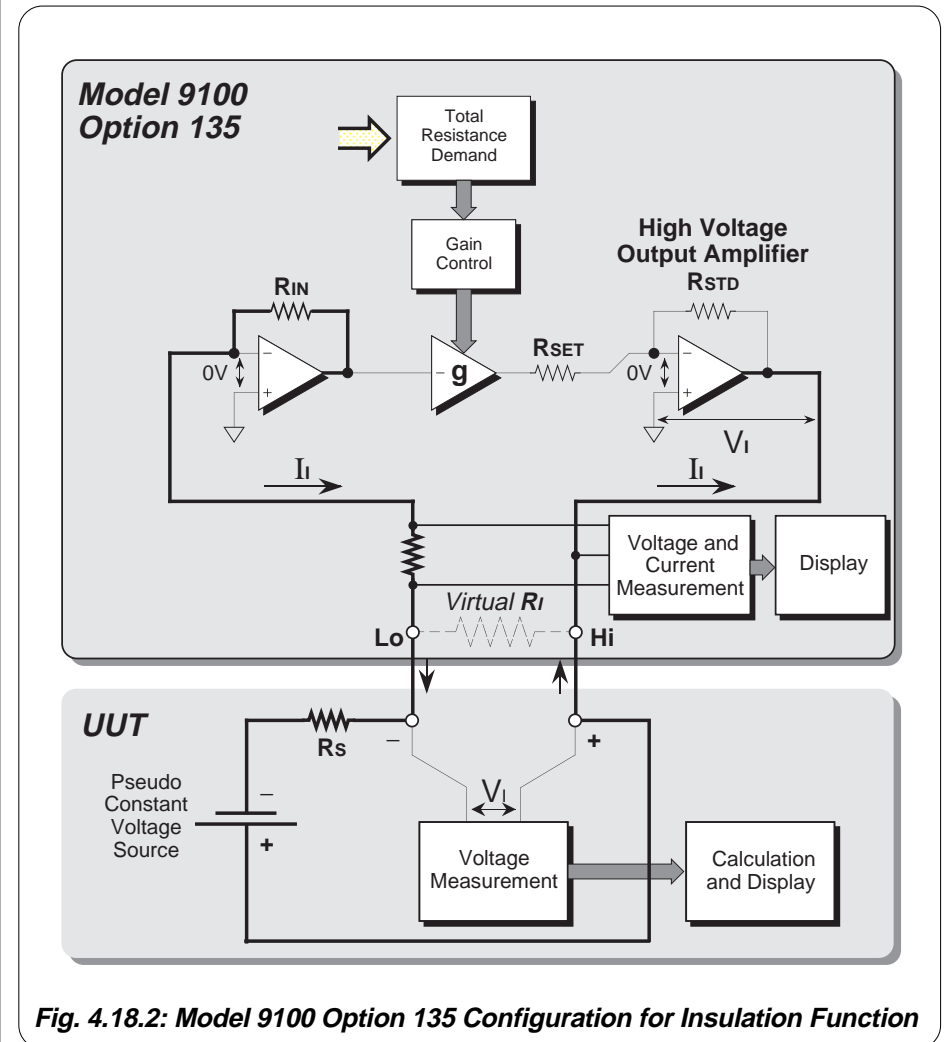 Model 9100
Option 135
Total
Resistance
Demand
Gain
Control
High Voltage
Output Amplifier
RSTD
RIN
RSET
0V
−
+
− g
0V
−
+
VI
II
II
Voltage and
Current
Measurement
Display
Virtual RI
Lo
Hi
UUT
RS
−
+
Pseudo
Constant
Voltage
Source
−
+
VI
Voltage
Measurement
Calculation
and Display
Fig. 4.18.2: Model 9100 Option 135 Configuration for Insulation Function